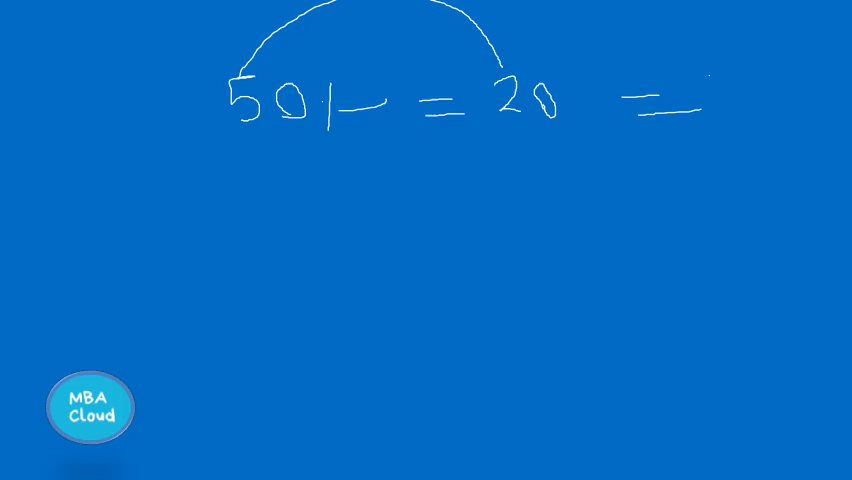 50/- = 20 =
MBA
Cloud